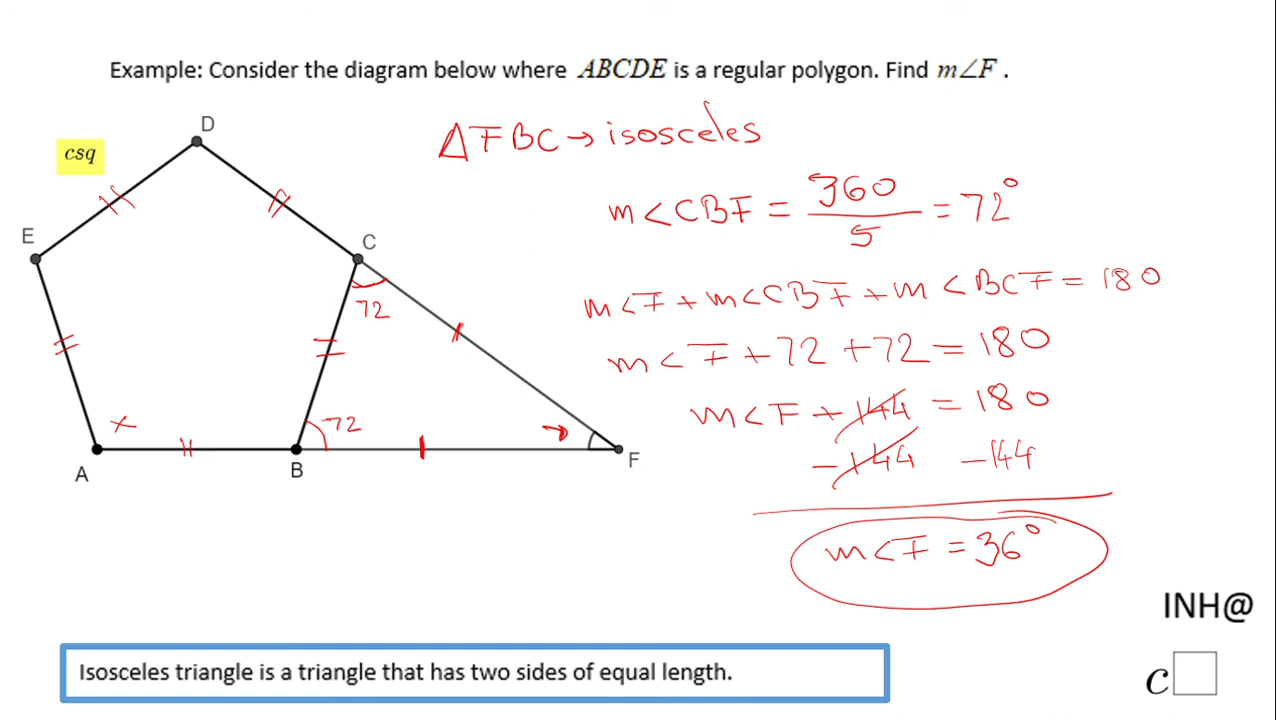 Example: Consider the diagram below where ABCDE is a regular polygon. Find m∠F .
D
csq
△FBC → isosceles
m<CBF = 360/5 = 72°
E
C
72
m<F + m<CBF + m<BCF = 180
m<F + 72 + 72 = 180
x
72
m<F + 144 = 180
A
B
F
-144 -144
m<F = 36°
INH@
Isosceles triangle is a triangle that has two sides of equal length.
c